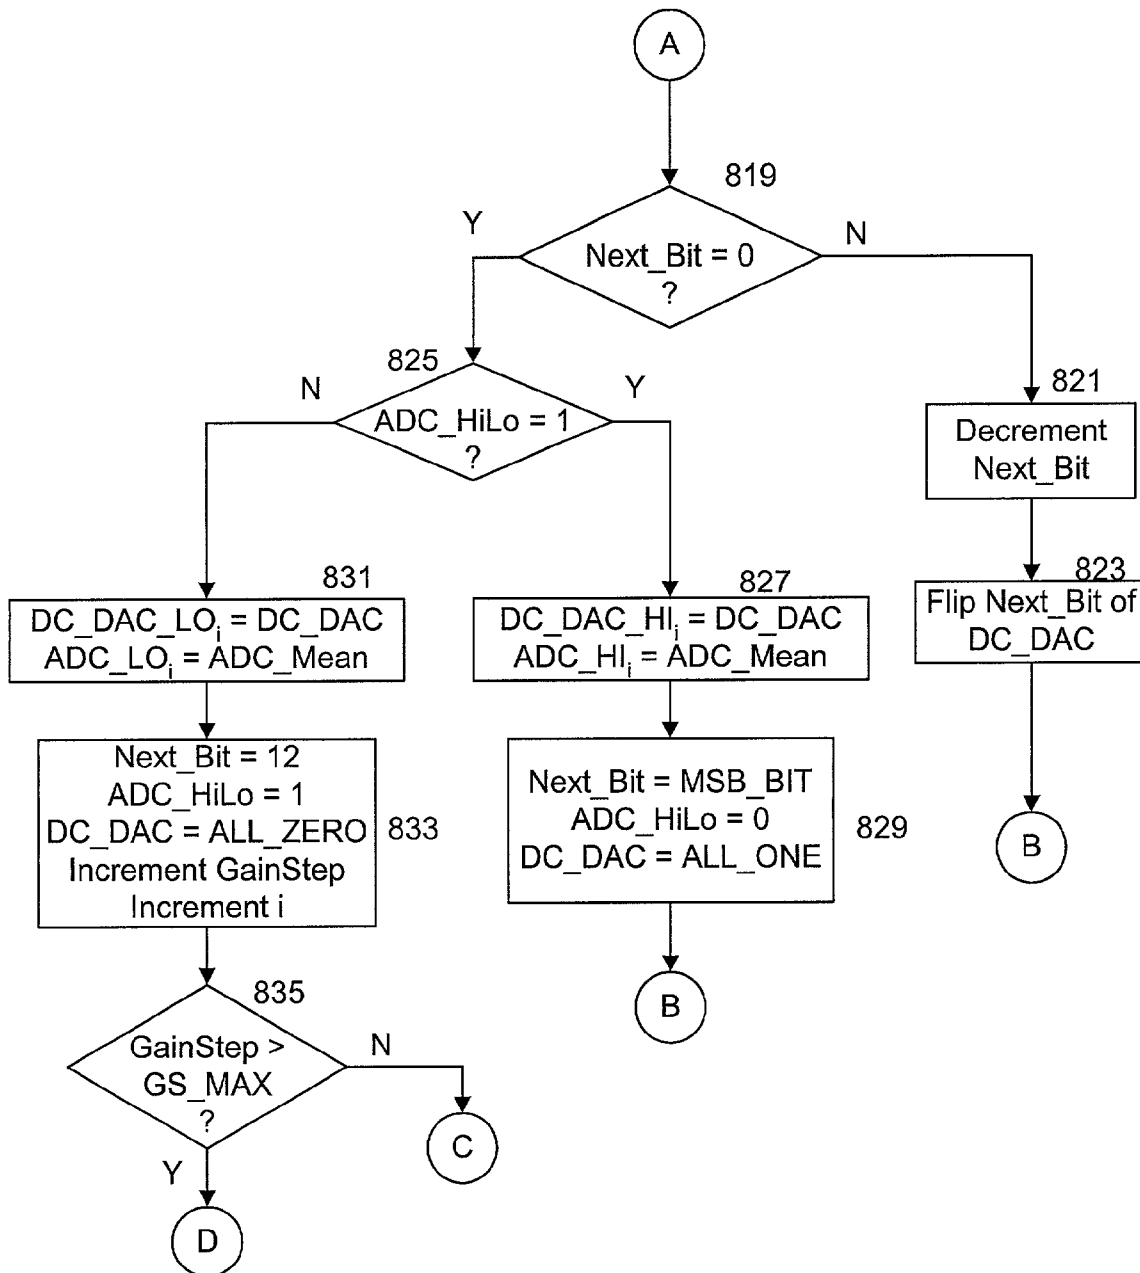 A
819
Y
N
Next_Bit = 0
?
825
N
Y
821
ADC_HiLo = 1
?
Decrement
Next_Bit
831
827
823
DC_DAC_LOi = DC_DAC
ADC_LOi = ADC_Mean
DC_DAC_HIi = DC_DAC
ADC_HIi = ADC_Mean
Flip Next_Bit of
DC_DAC
Next_Bit = 12
ADC_HiLo = 1
DC_DAC = ALL_ZERO
Increment GainStep
Increment i
833
Next_Bit = MSB_BIT
ADC_HiLo = 0
DC_DAC = ALL_ONE
829
B
835
B
GainStep >
GS_MAX
?
N
C
Y
D